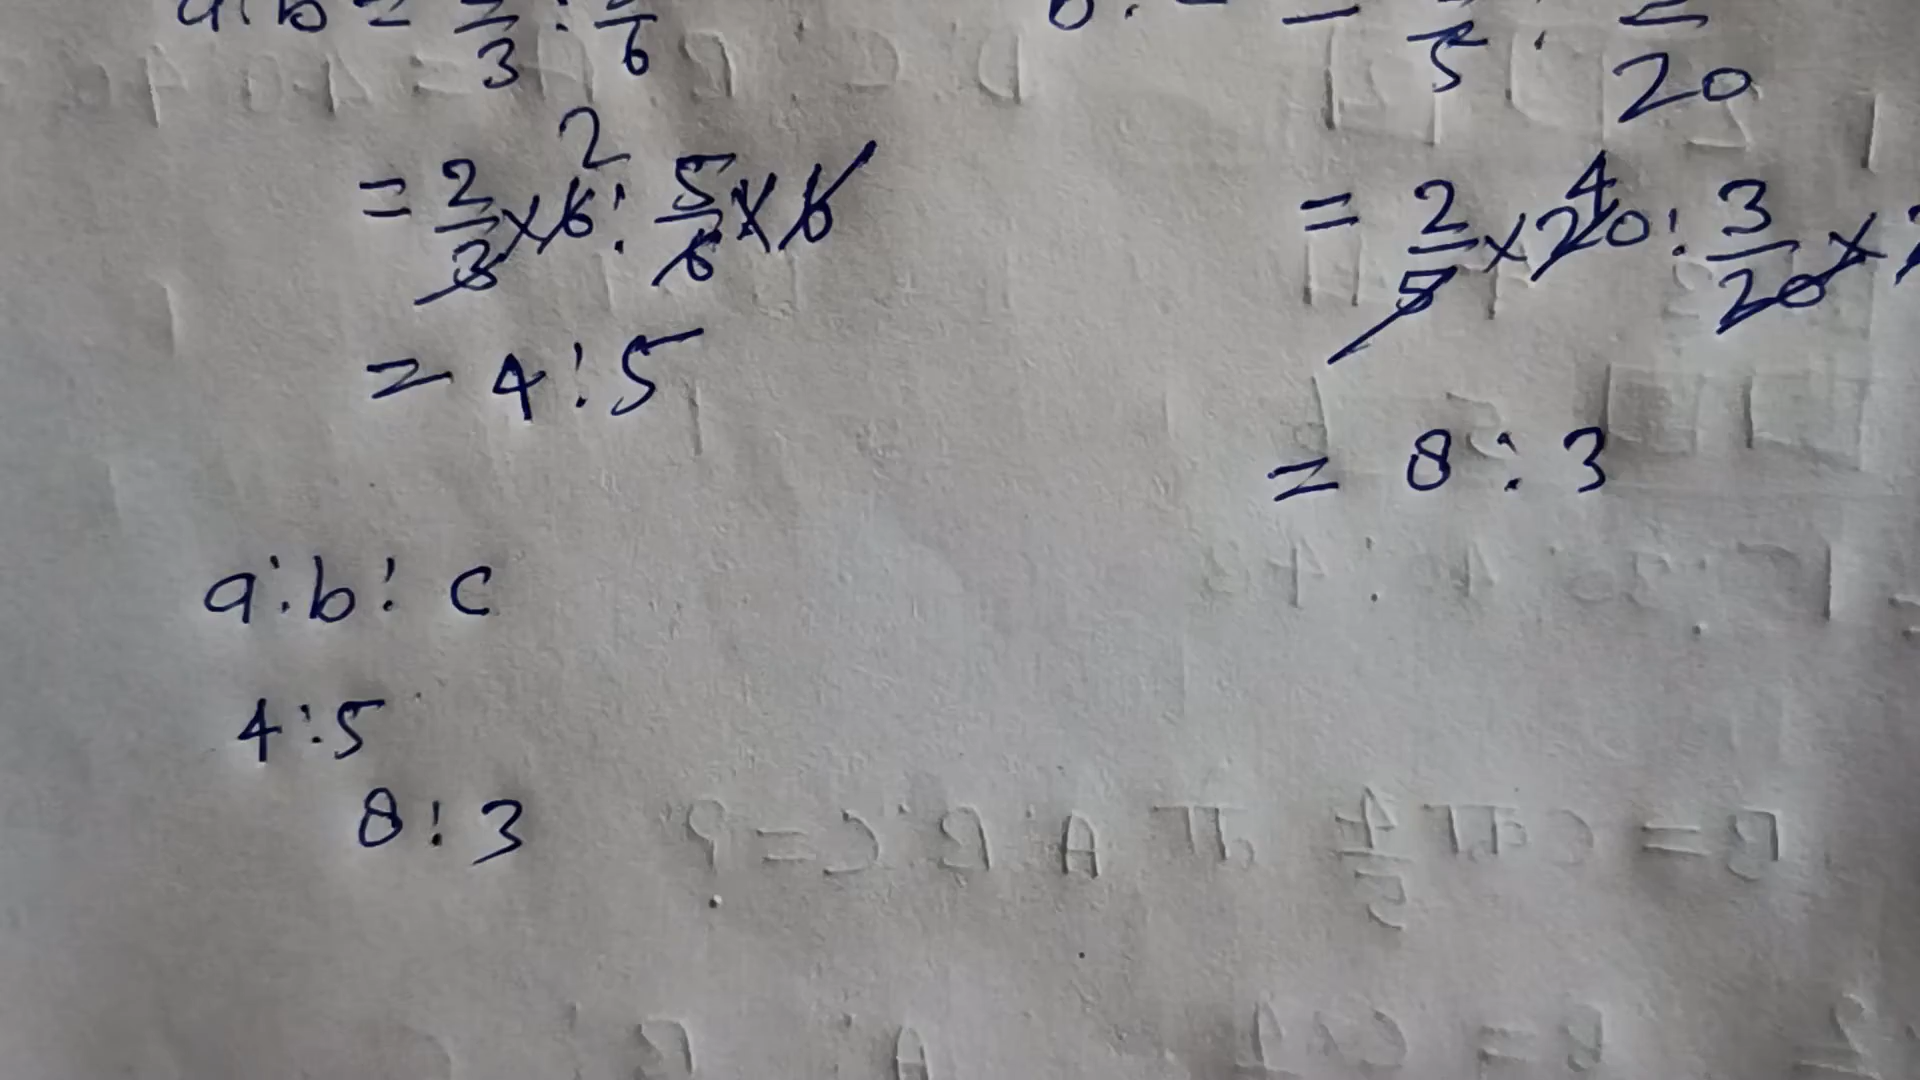 a:b = 2/3 : 5/6
= 2/3 × 6 : 5/6 × 6
2
= 4:5
b: = 2/5 : 3/20
= 2/5 × 20 : 3/20 ×
4
= 8:3
a:b:c
4:5
8:3